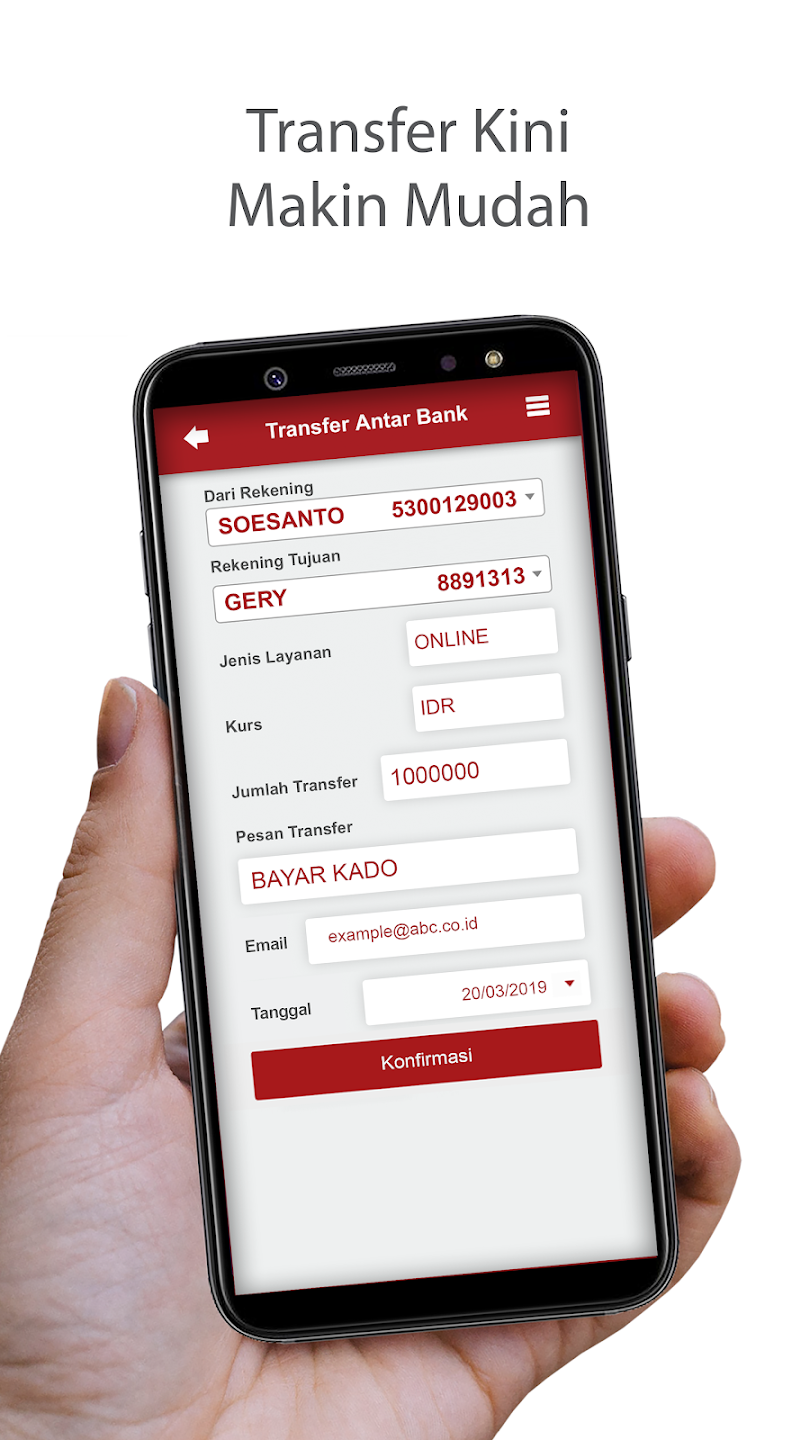 Transfer Kini
Makin Mudah
Transfer Antar Bank
Dari Rekening
SOESANTO 5300129003
Rekening Tujuan
GERY 8891313
Jenis Layanan ONLINE
Kurs IDR
Jumlah Transfer 1000000
Pesan Transfer
BAYAR KADO
Email example@abc.co.id
Tanggal 20/03/2019
Konfirmasi